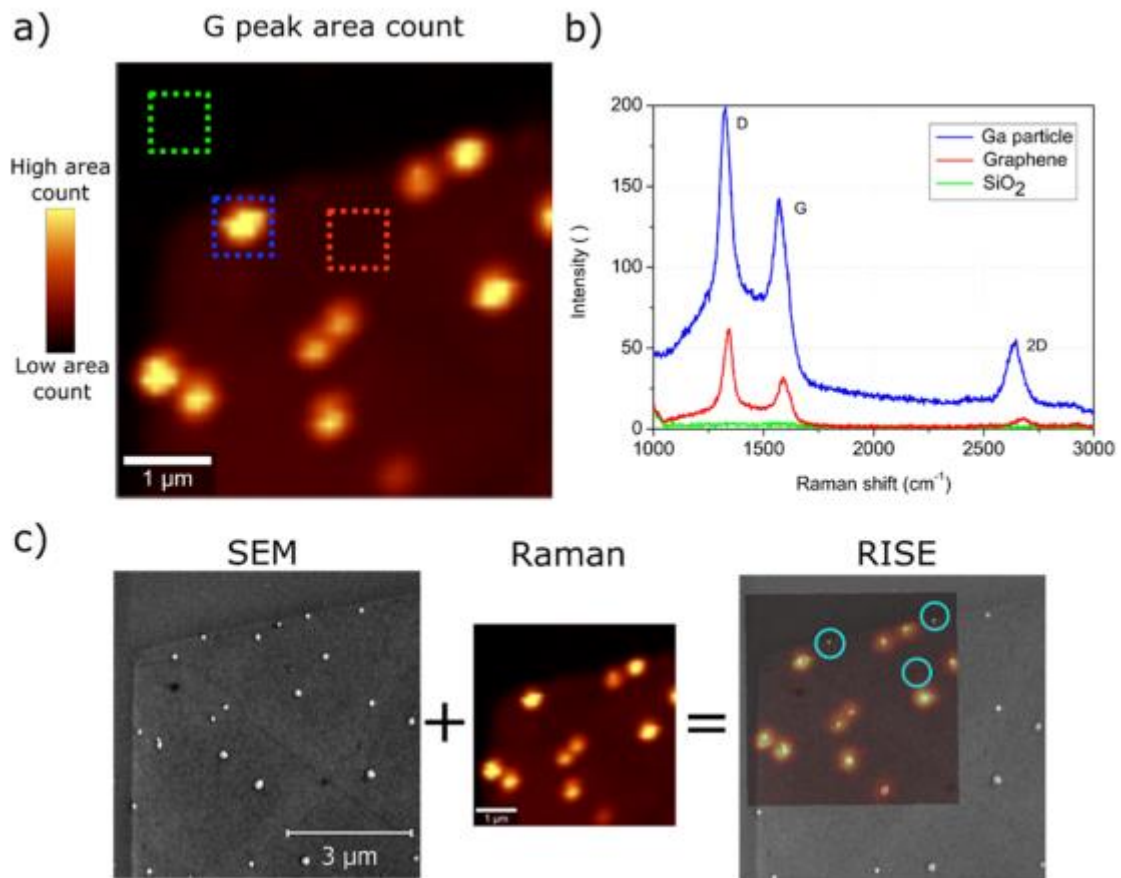 a)
G peak area count
High area
count
Low area
count
1 µm
b)
200
150
100
50
0
Intensity ( )
D
G
2D
Ga particle
Graphene
SiO2
1000
1500
2000
2500
3000
Raman shift (cm-1)
c)
SEM
Raman
RISE
3 µm
+
1 µm
=